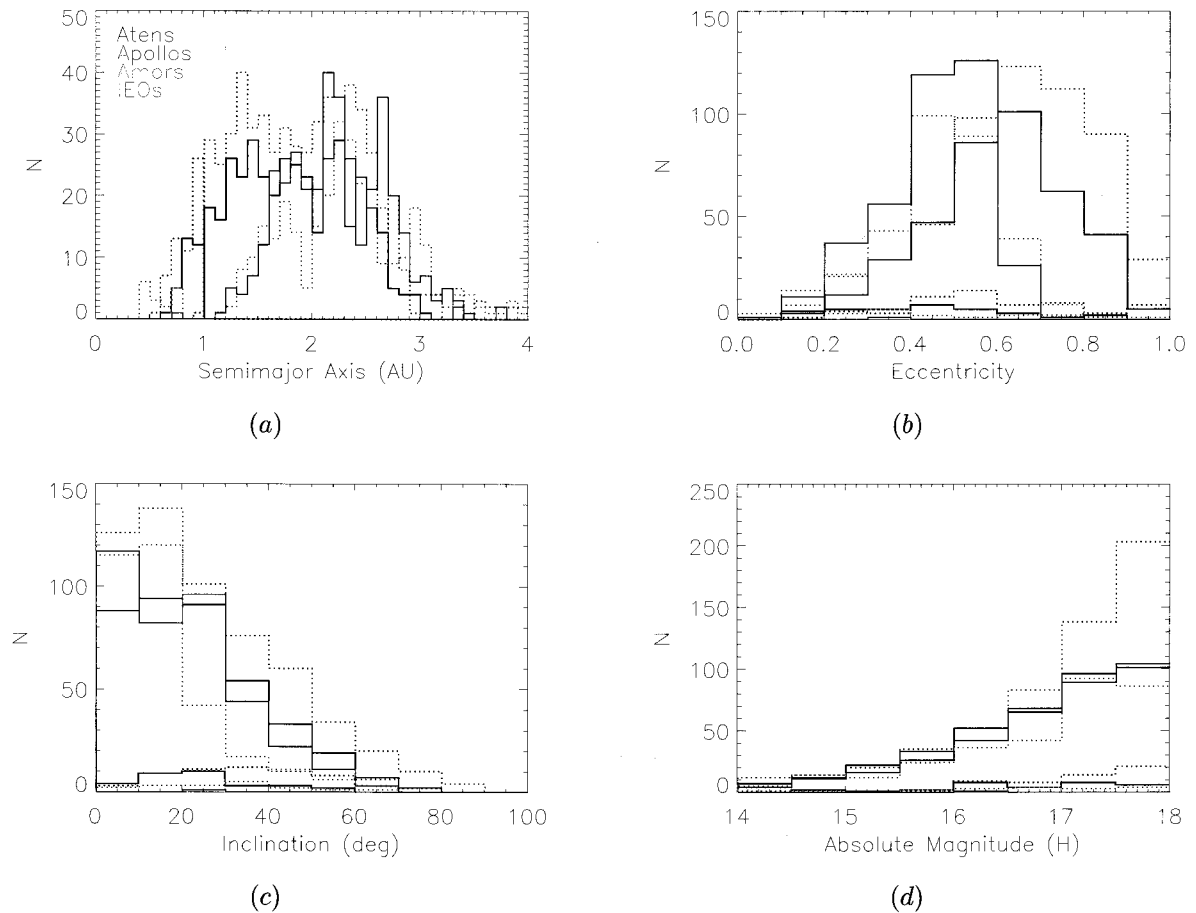 50
40
30
20
10
0
N
Atens
Apollos
Amors
IEOs
0 1 2 3 4
Semimajor Axis (AU)
(a)
150
100
50
0
N
0.0 0.2 0.4 0.6 0.8 1.0
Eccentricity
(b)
150
100
50
0
N
0 20 40 60 80 100
Inclination (deg)
(c)
250
200
150
100
50
0
N
14 15 16 17 18
Absolute Magnitude (H)
(d)